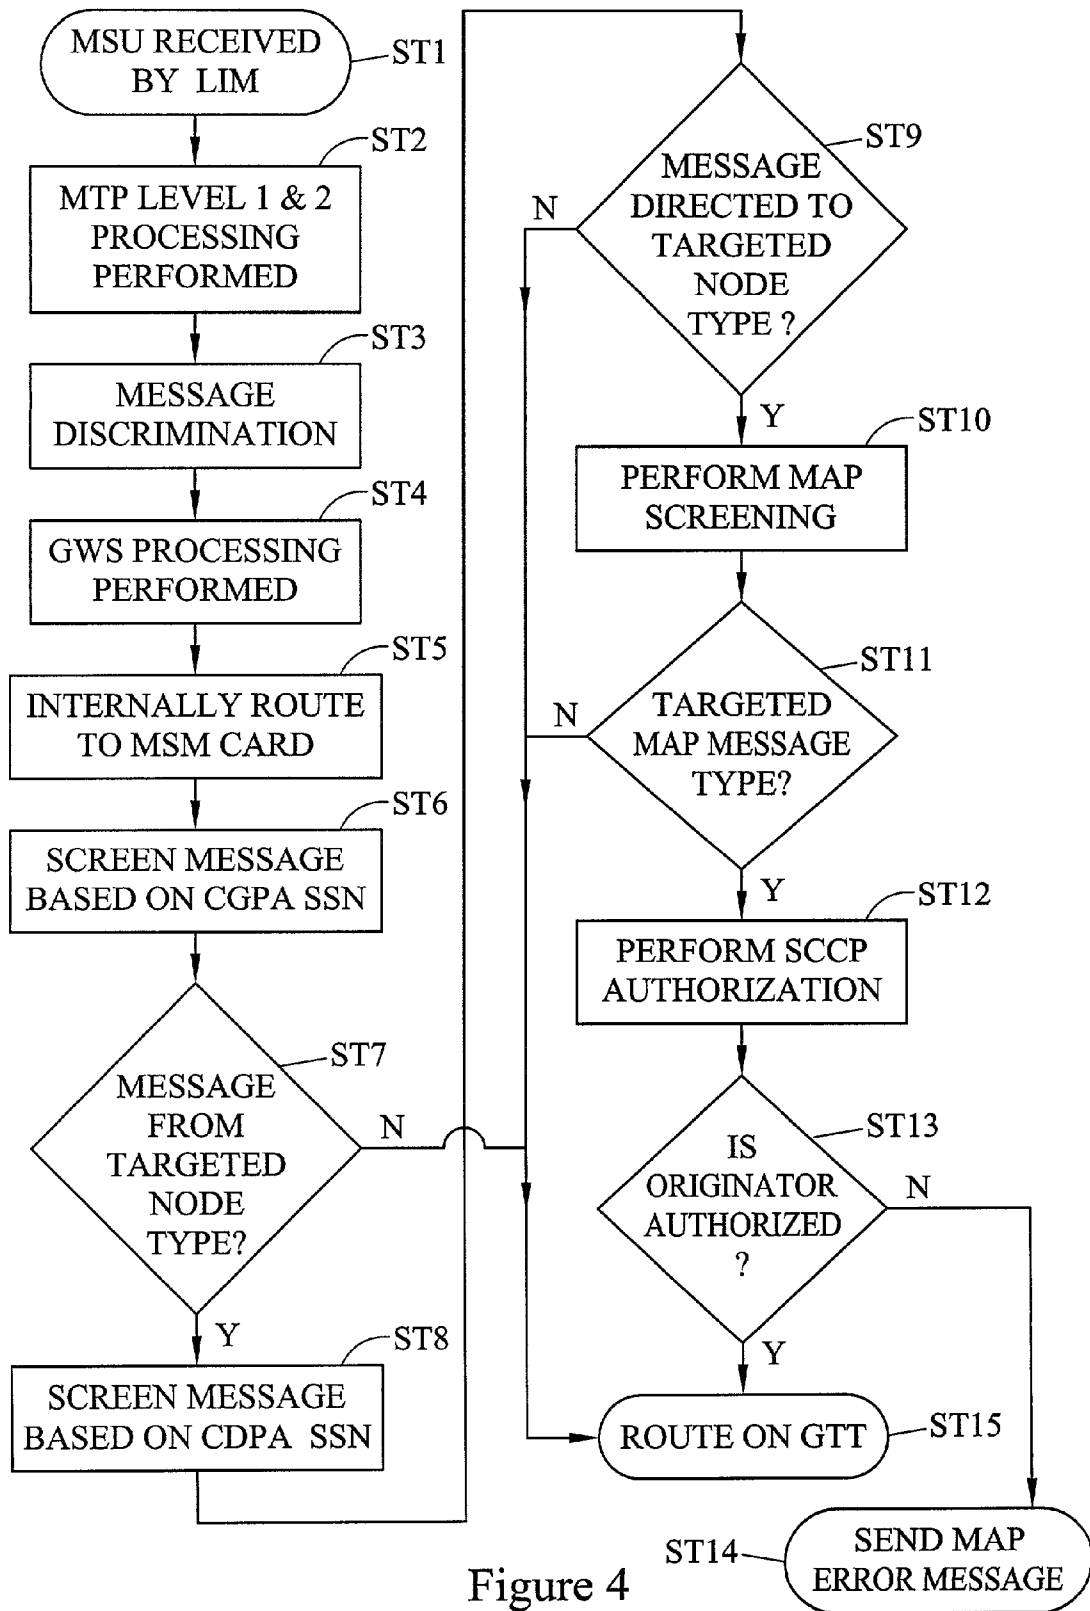 MSU RECEIVED
BY LIM
ST1
ST2
MTP LEVEL 1 & 2
PROCESSING
PERFORMED
ST3
MESSAGE
DISCRIMINATION
ST4
GWS PROCESSING
PERFORMED
ST5
INTERNALLY ROUTE
TO MSM CARD
ST6
SCREEN MESSAGE
BASED ON CGPA SSN
ST7
MESSAGE
FROM
TARGETED
NODE
TYPE?
N
Y
ST8
SCREEN MESSAGE
BASED ON CDPA SSN
ST9
MESSAGE
DIRECTED TO
TARGETED
NODE
TYPE ?
N
Y
ST10
PERFORM MAP
SCREENING
ST11
TARGETED
MAP MESSAGE
TYPE?
N
Y
ST12
PERFORM SCCP
AUTHORIZATION
ST13
IS
ORIGINATOR
AUTHORIZED
?
N
Y
ROUTE ON GTT
ST15
ST14
SEND MAP
ERROR MESSAGE
Figure 4